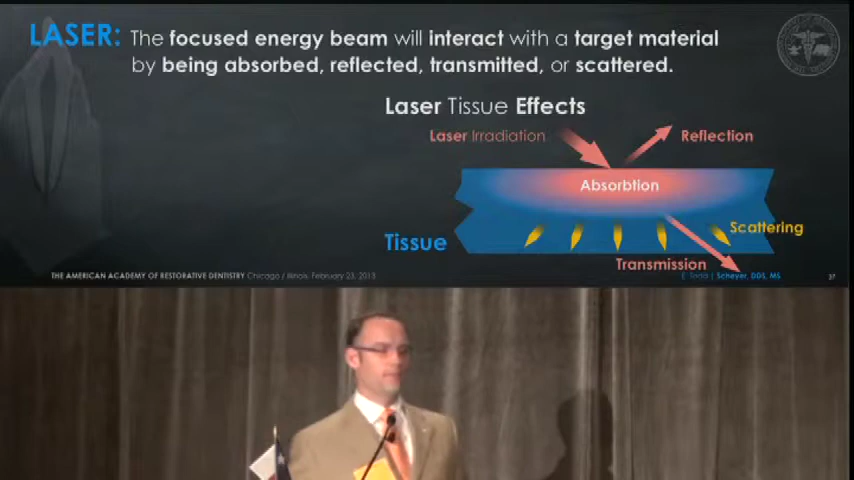 LASER: The focused energy beam will interact with a target material
by being absorbed, reflected, transmitted, or scattered.
Laser Tissue Effects
Laser Irradiation
Reflection
Absorbtion
Scattering
Tissue
Transmission
THE AMERICAN ACADEMY OF RESTORATIVE DENTISTRY Chicago / Illinois February 23, 2013
E Todd | Scheyer, DDS, MS
37